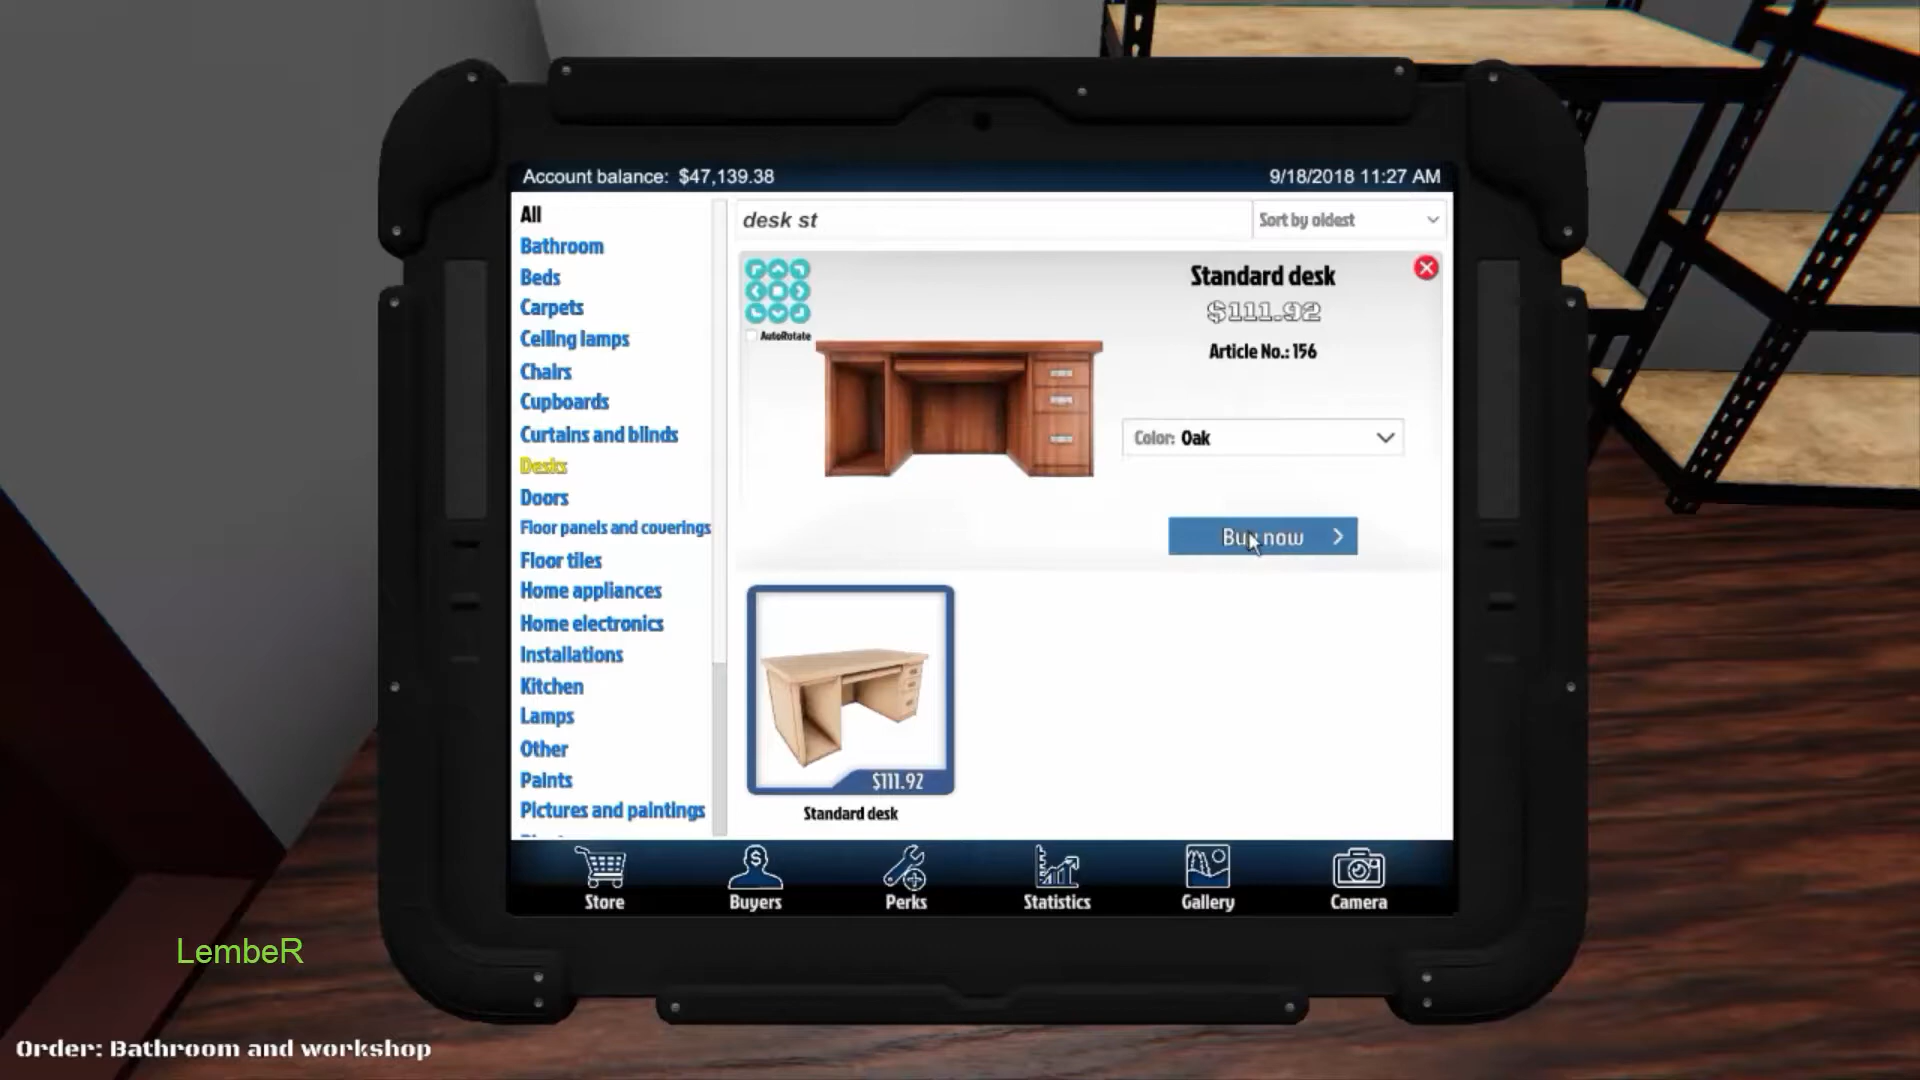 Account balance: $47,139.38
9/18/2018 11:27 AM
All
Bathroom
Beds
Carpets
Ceiling lamps
Chairs
Cupboards
Curtains and blinds
Desks
Doors
Floor panels and coverings
Floor tiles
Home appliances
Home electronics
Installations
Kitchen
Lamps
Other
Paints
Pictures and paintings
desk st
Sort by oldest
AutoRotate
Standard desk
$111.92
Article No.: 156
Color: Oak
Buy now
$111.92
Standard desk
Store
Buyers
Perks
Statistics
Gallery
Camera
LembeR
Order: Bathroom and workshop